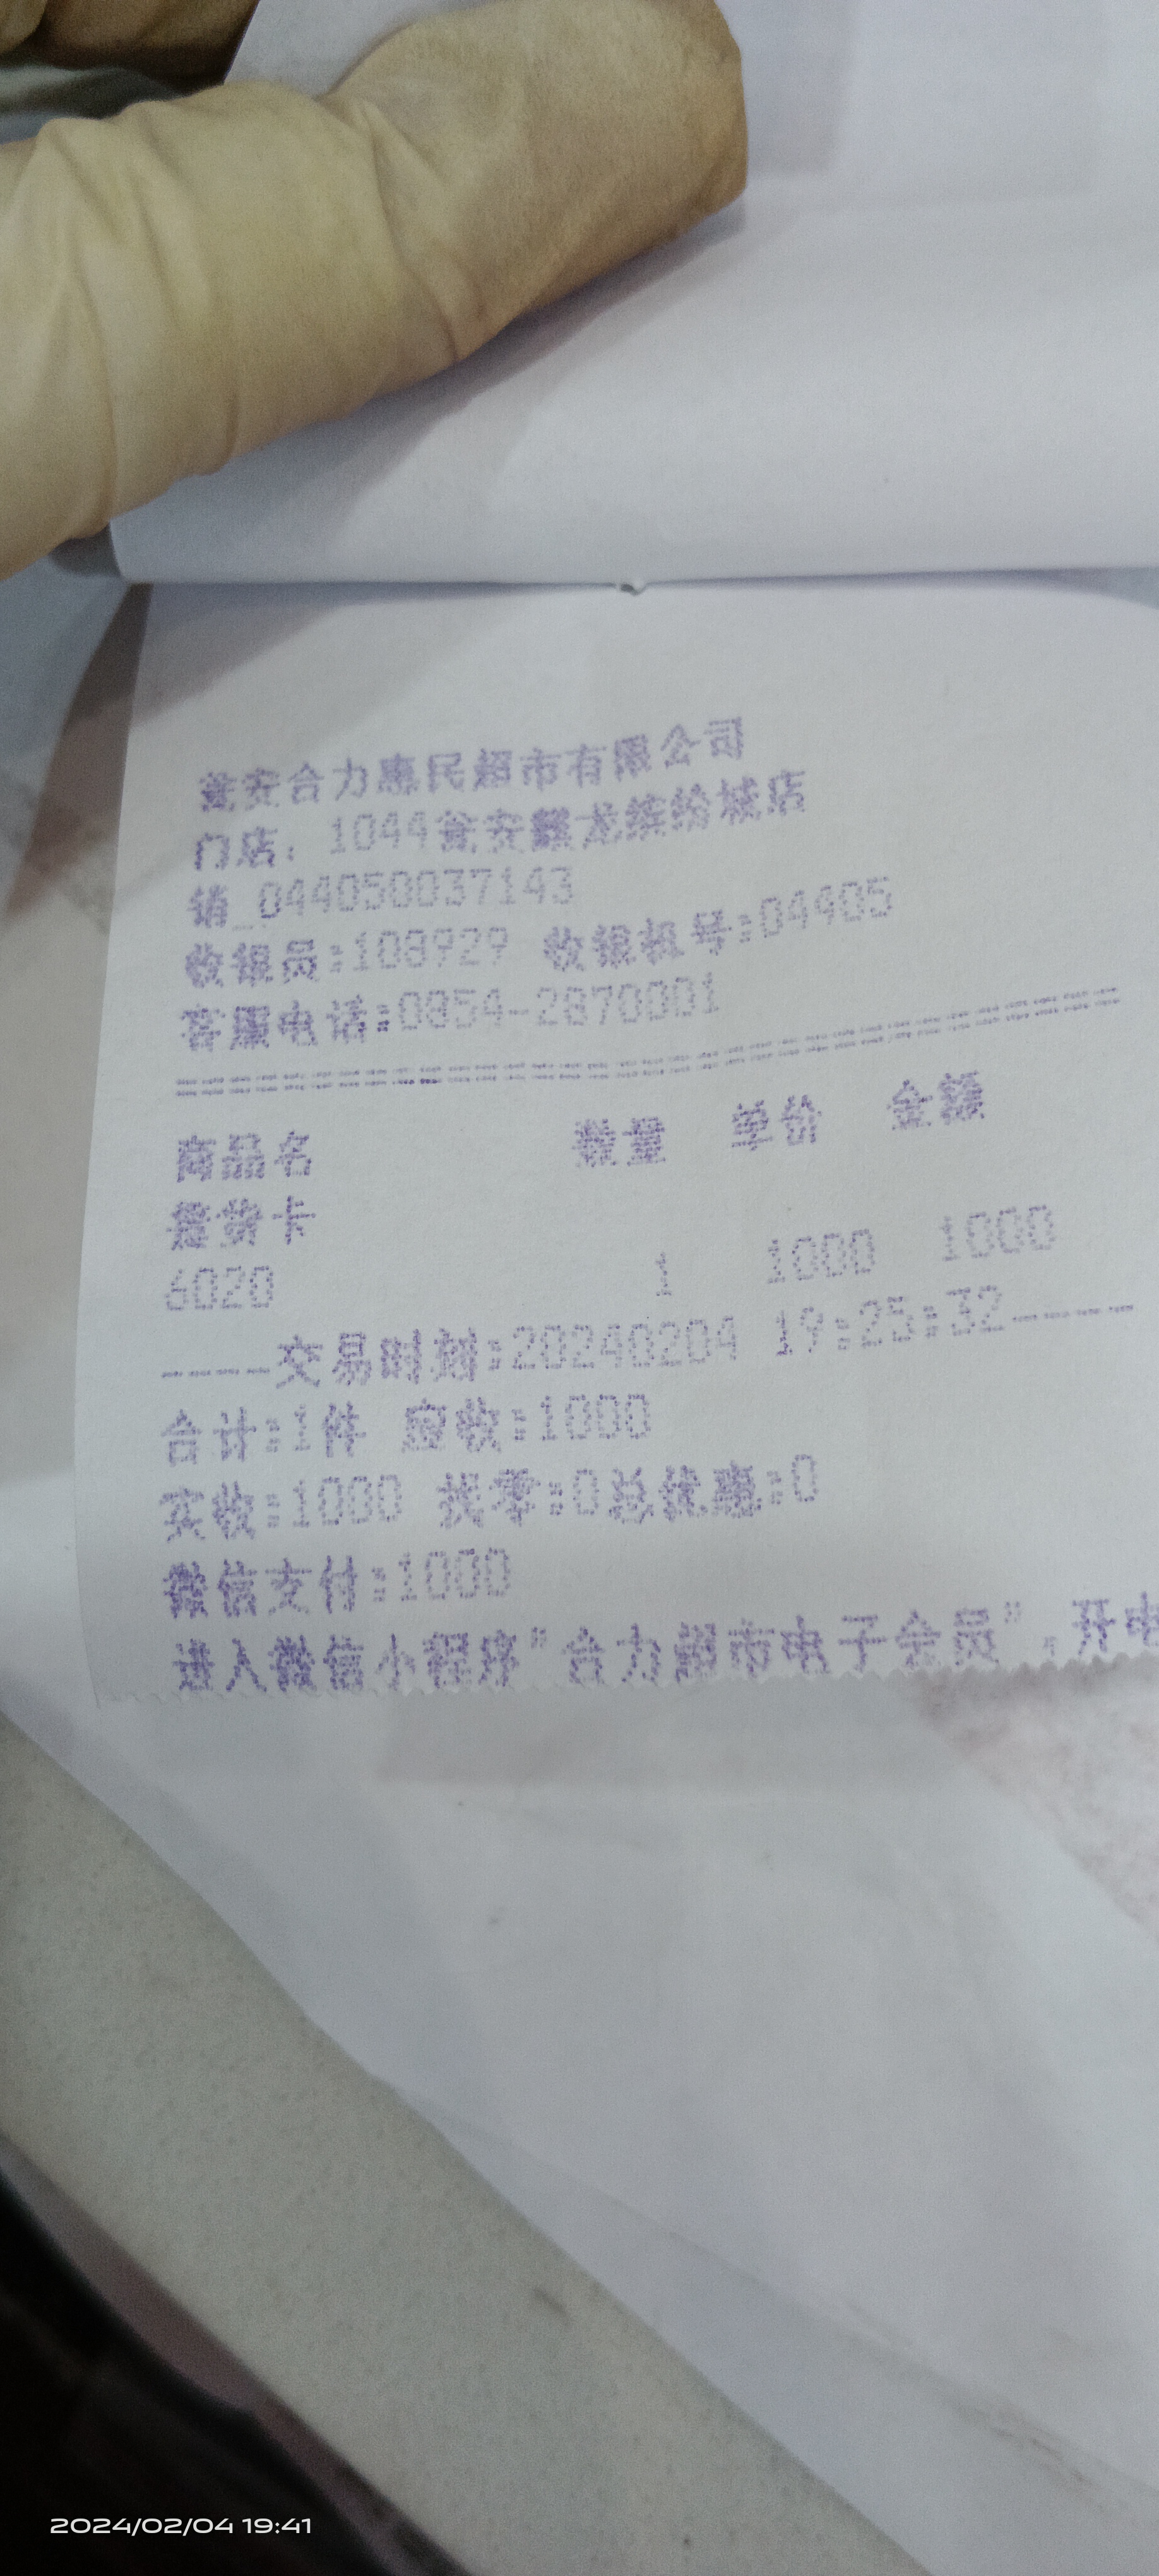 瓮安合力惠民超市有限公司
门店: 1044瓮安麒龙缤纷城店
销_044050037143
收银员:108929 收银机号:04405
客服电话:0854-2870001
商品名 数量 单价 金额
售货卡
6020 1 1000 1000
----交易时刻:20240204 19:25:32----
合计:1件 应收:1000
实收:1000 找零:0总优惠:0
微信支付:1000
进入微信小程序"合力超市电子会员",开电
2024/02/04 19:41